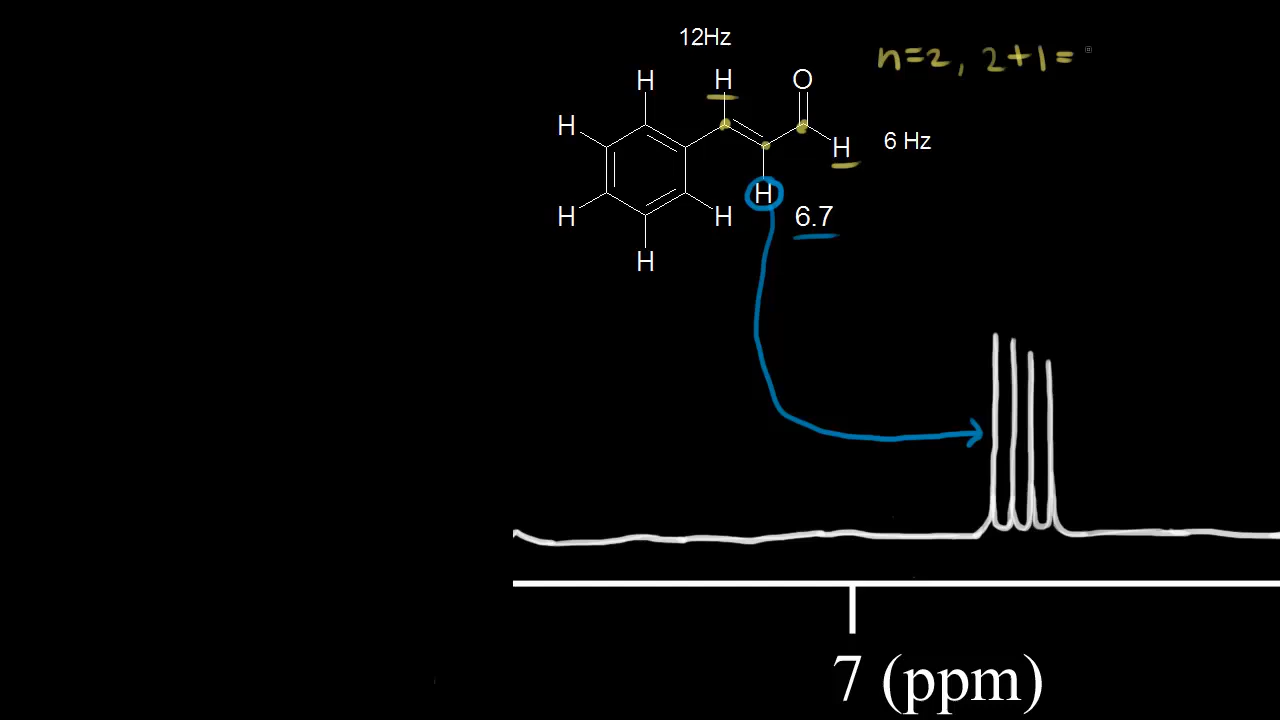 12Hz
n=2, 2+1=
H H O
H H 6 Hz
H H H 6.7
H
7 (ppm)